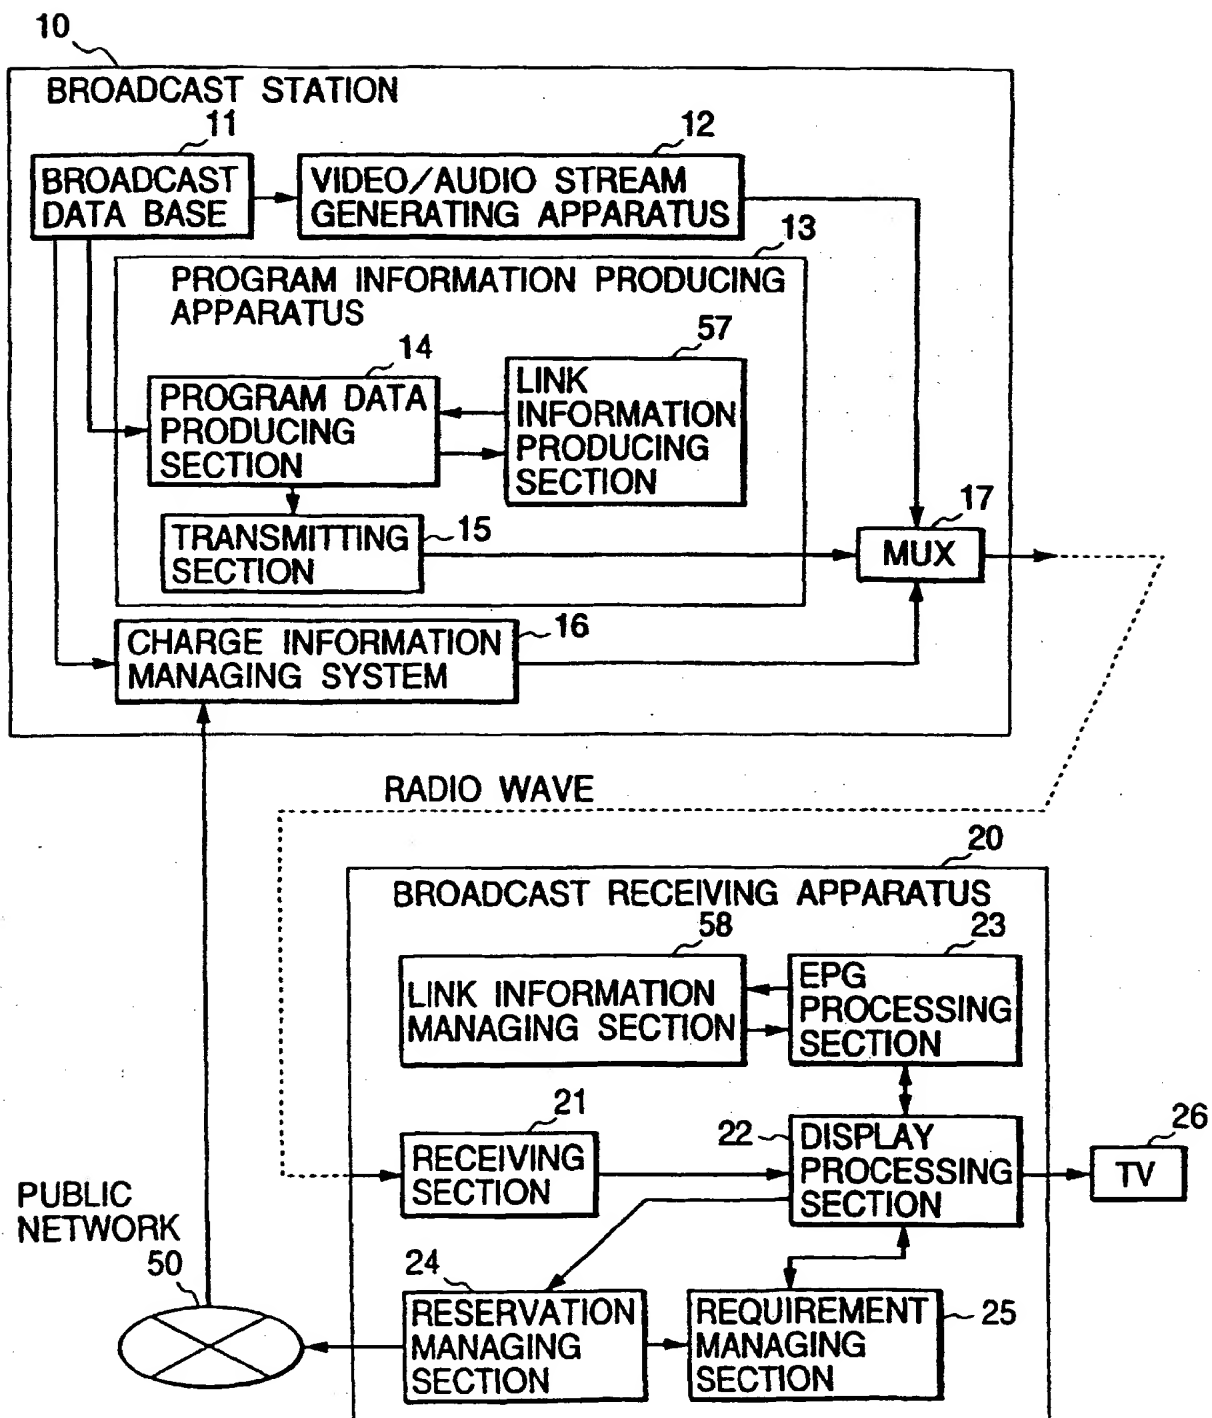 10
BROADCAST STATION
11
12
BROADCAST
DATA BASE
VIDEO/AUDIO STREAM
GENERATING APPARATUS
13
PROGRAM INFORMATION PRODUCING
APPARATUS
14
57
PROGRAM DATA
PRODUCING
SECTION
LINK
INFORMATION
PRODUCING
SECTION
TRANSMITTING
SECTION
15
17
MUX
CHARGE INFORMATION
MANAGING SYSTEM
16
RADIO WAVE
20
BROADCAST RECEIVING APPARATUS
58
23
LINK INFORMATION
MANAGING SECTION
EPG
PROCESSING
SECTION
21
22
RECEIVING
SECTION
DISPLAY
PROCESSING
SECTION
26
TV
PUBLIC
NETWORK
50
24
RESERVATION
MANAGING
SECTION
REQUIREMENT
MANAGING
SECTION
25